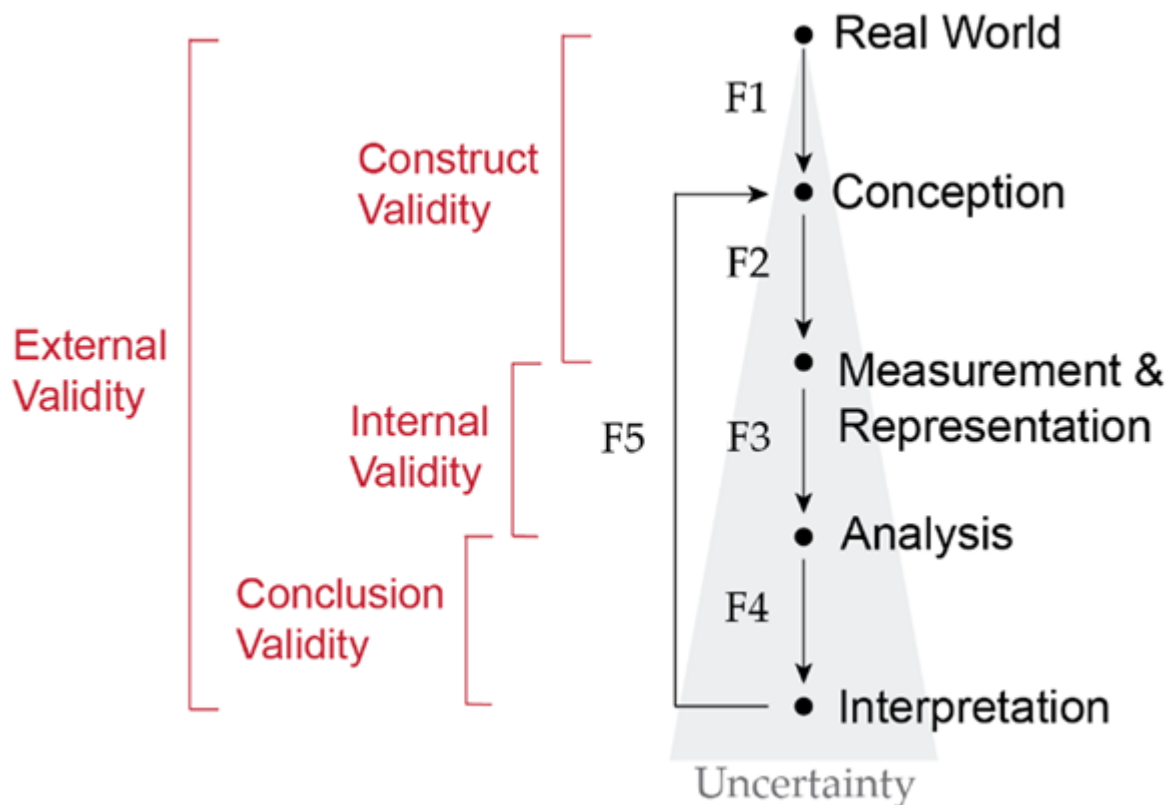 Real World
F1
Construct
Validity
Conception
F2
External
Validity
Measurement &
Representation
Internal
Validity
F5
F3
Analysis
Conclusion
Validity
F4
Interpretation
Uncertainty